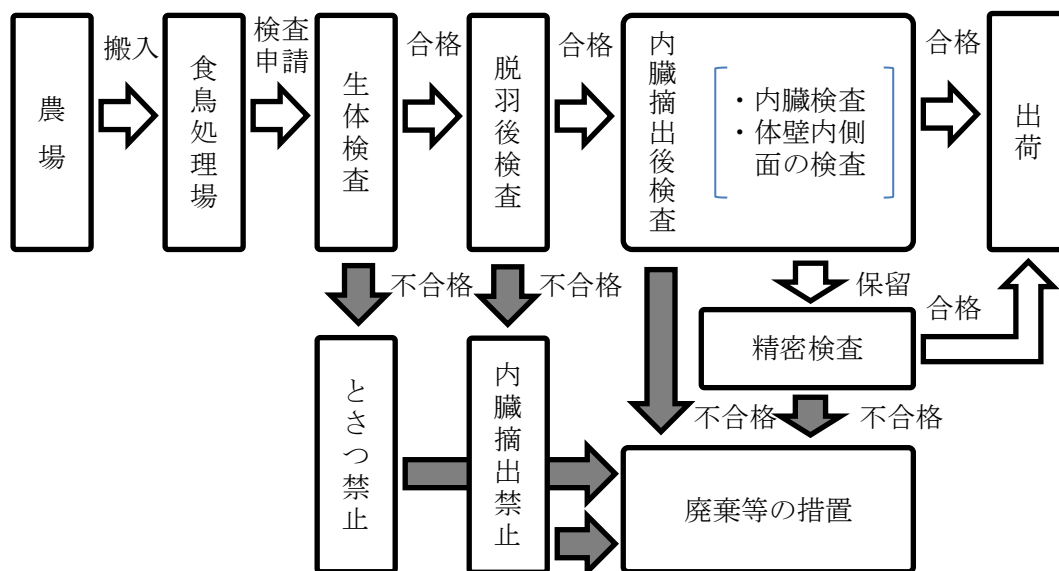 農場
搬入
食鳥処理場
検査
申請
生体検査
合格
脱羽後検査
合格
内臓摘出後検査
・内臓検査
・体壁内側
面の検査
合格
出荷
不合格
不合格
保留
合格
精密検査
とさつ禁止
内臓摘出禁止
不合格
不合格
廃棄等の措置